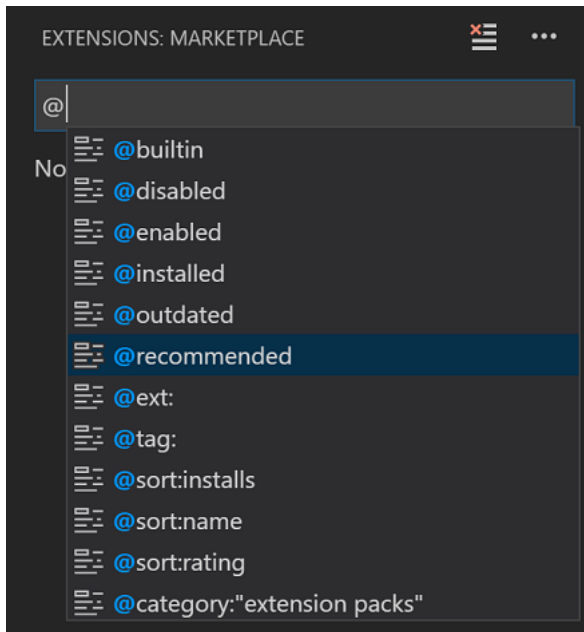 EXTENSIONS: MARKETPLACE
@
No
@builtin
@disabled
@enabled
@installed
@outdated
@recommended
@ext:
@tag:
@sort:installs
@sort:name
@sort:rating
@category:"extension packs"